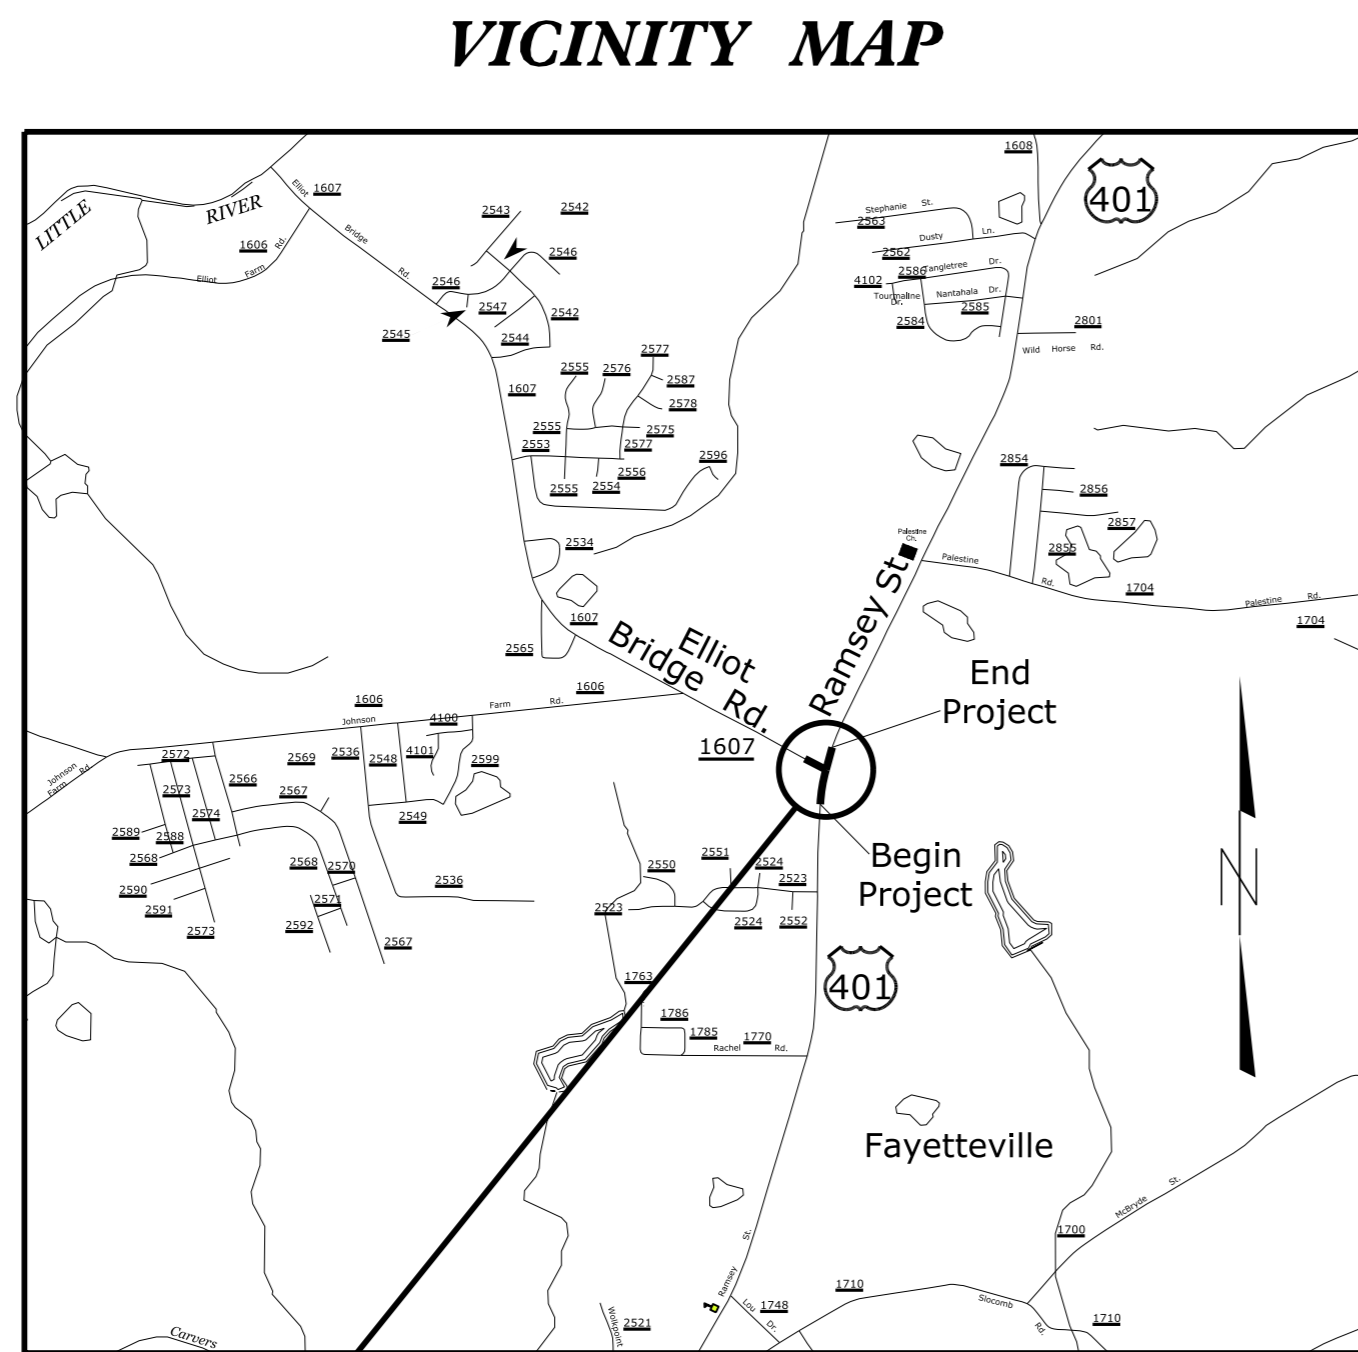 VICINITY MAP
1608
401
LITTLE
RIVER
Elliot
1607
Bridge
Rd.
1606
Elliot
Farm
Rd.
2543
2542
2546
2546
2547
2542
2544
2545
Stephanie St.
2563
Dusty Ln.
2562
2586
Tangletree Dr.
4102
Tourmaline
Dr.
Nantahala Dr.
2585
2584
2801
Wild Horse Rd.
1607
2555
2576
2577
2587
2578
2555
2575
2553
2577
2596
2556
2555
2554
2534
2854
2856
2857
2855
Palestine
Ch.
Palestine
Rd.
1704
Palestine Rd.
1704
1607
2565
Elliot
Bridge Rd.
Ramsey St.
End
Project
1606
1606
Johnson
Farm
Rd.
1607
4100
4101
2599
2536
2548
2549
2569
2572
2566
2567
2573
2574
2589
2588
2568
2568
2570
2590
2591
2571
2592
2573
2567
2536
Johnson
Farm Rd
Begin
Project
2550
2551
2524
2523
2523
2524
2552
N
401
1763
1786
1785
1770
Rachel Rd.
Fayetteville
McBryde St.
1700
1710
Slocomb
Rd.
1710
Ramsey
St.
Lou
Dr.
1748
2521
Wolkpoint
Carvers